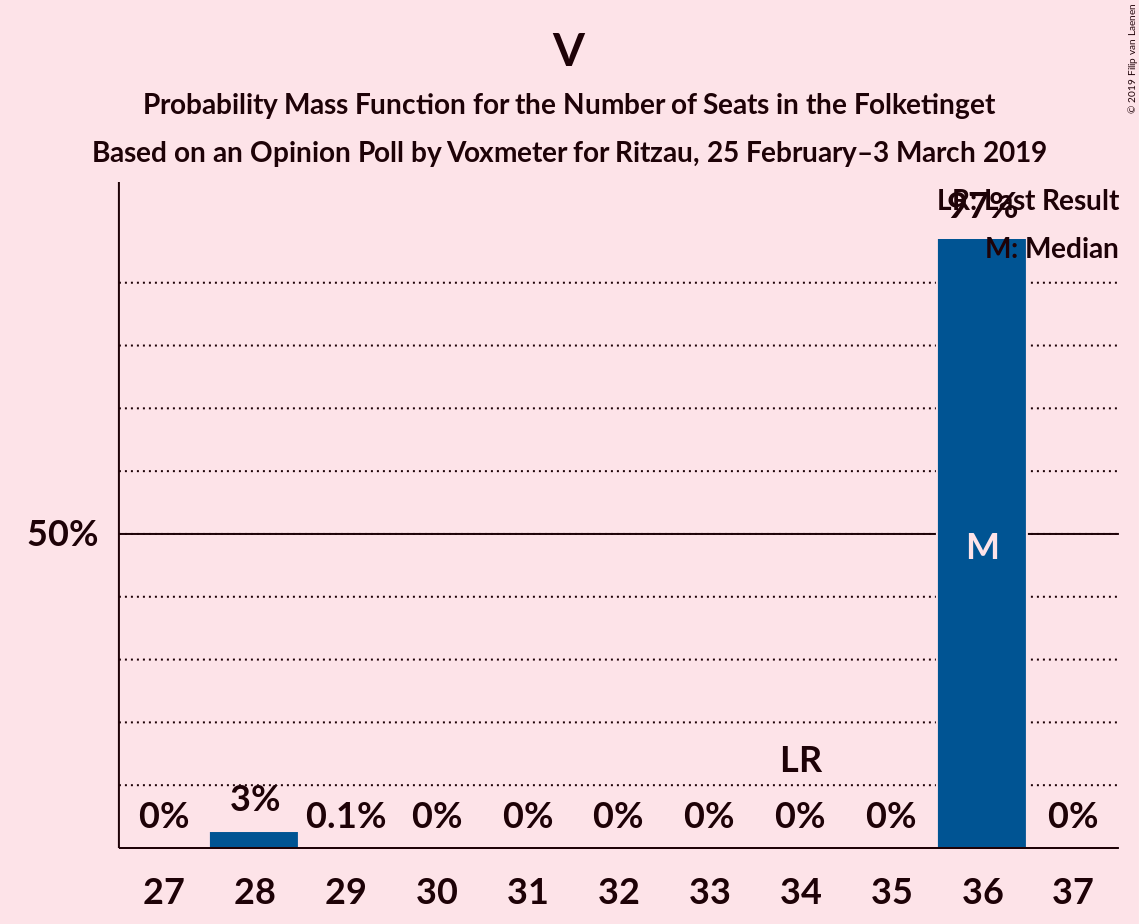 V
Probability Mass Function for the Number of Seats in the Folketinget
Based on an Opinion Poll by Voxmeter for Ritzau, 25 February–3 March 2019
© 2019 Filip van Laenen
LR: Last Result
97%
M: Median
50%
M
LR
0% 3% 0.1% 0% 0% 0% 0% 0% 0% 0%
27 28 29 30 31 32 33 34 35 36 37